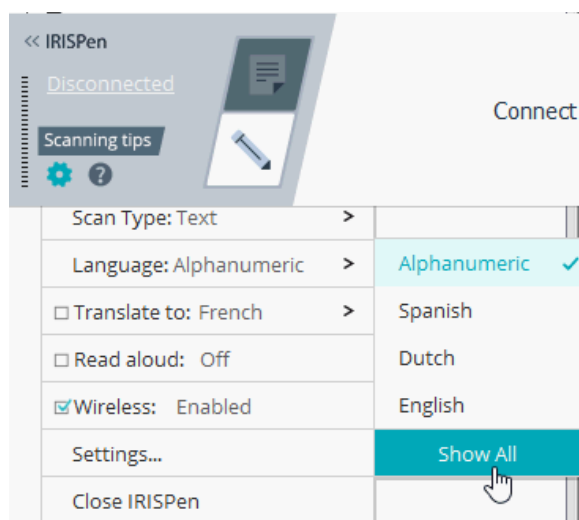 << IRISPen
Disconnected
Connect
Scanning tips
?
Scan Type: Text >
Language: Alphanumeric >
Alphanumeric ✓
Translate to: French >
Spanish
Read aloud: Off
Dutch
Wireless: Enabled
English
Settings...
Show All
Close IRISPen